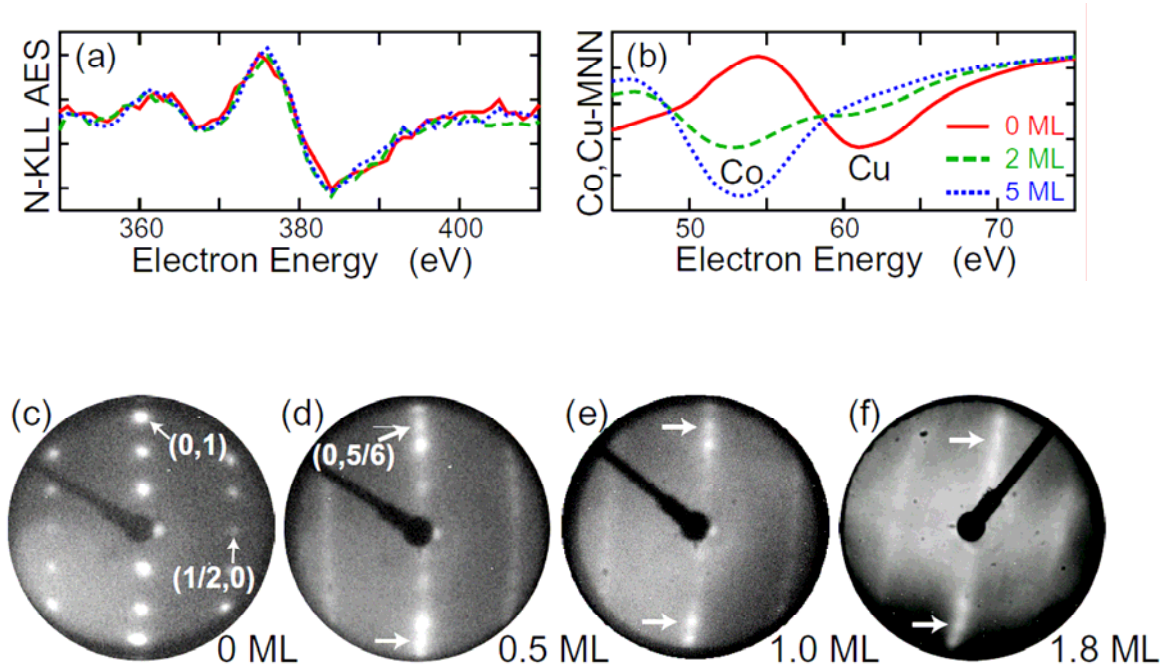 (a)
N-KLL AES
360 380 400
Electron Energy (eV)
(b)
Co,Cu-MNN
Co
Cu
0 ML
2 ML
5 ML
50 60 70
Electron Energy (eV)
(c)
(0,1)
(1/2,0)
0 ML
(d)
(0,5/6)
0.5 ML
(e)
1.0 ML
(f)
1.8 ML